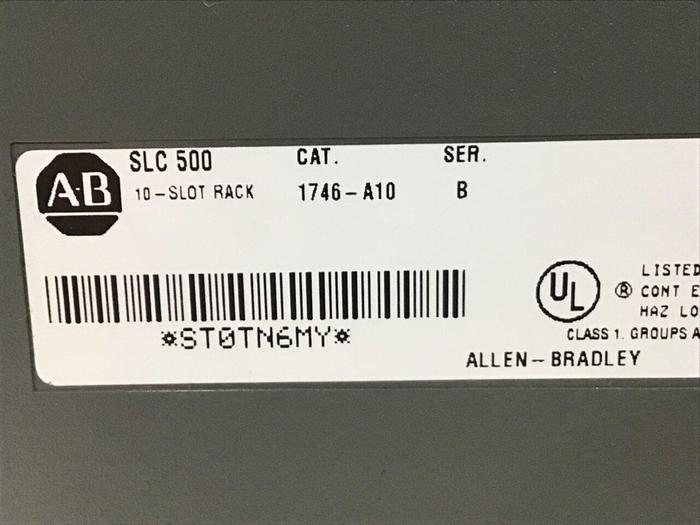 A-B
SLC 500 CAT. SER.
10-SLOT RACK 1746-A10 B
*ST0TN6MY*
UL
LISTED
® CONT E
HAZ LO
CLASS 1. GROUPS A
ALLEN-BRADLEY